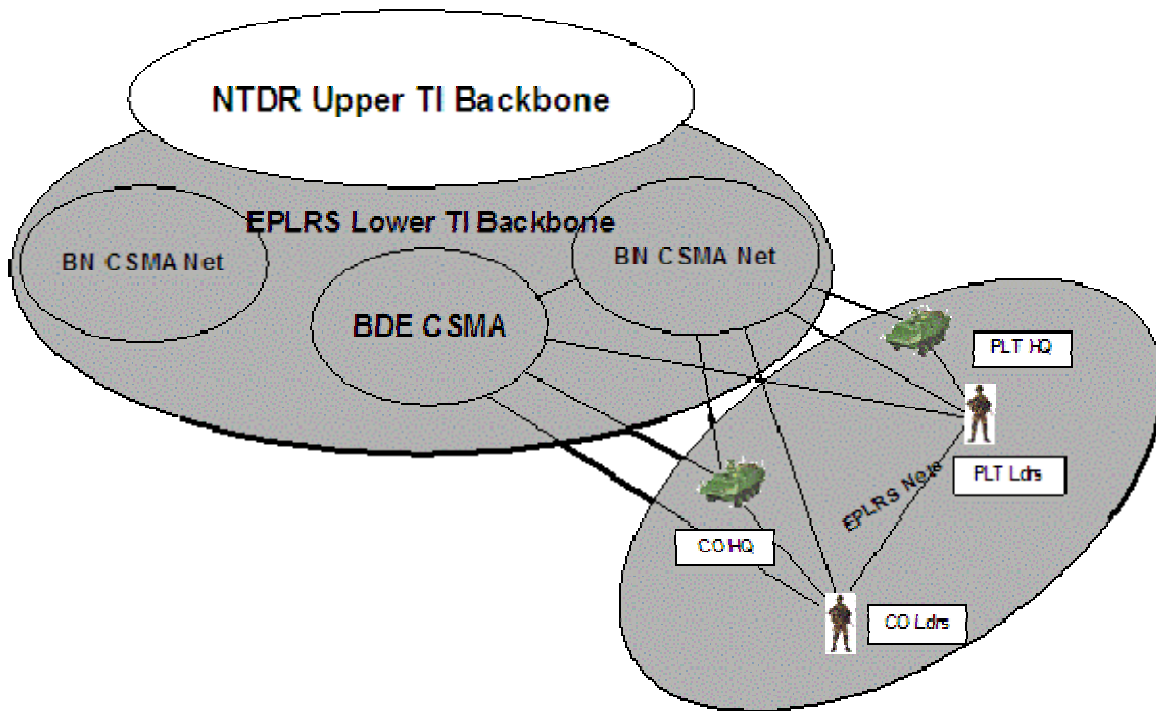 NTDR Upper TI Backbone
EPLRS Lower TI Backbone
BN CSMA Net
BN CSMA Net
BDE CSMA
PLT HQ
PLT Ldrs
EPLRS Nets
CO HQ
CO Ldrs